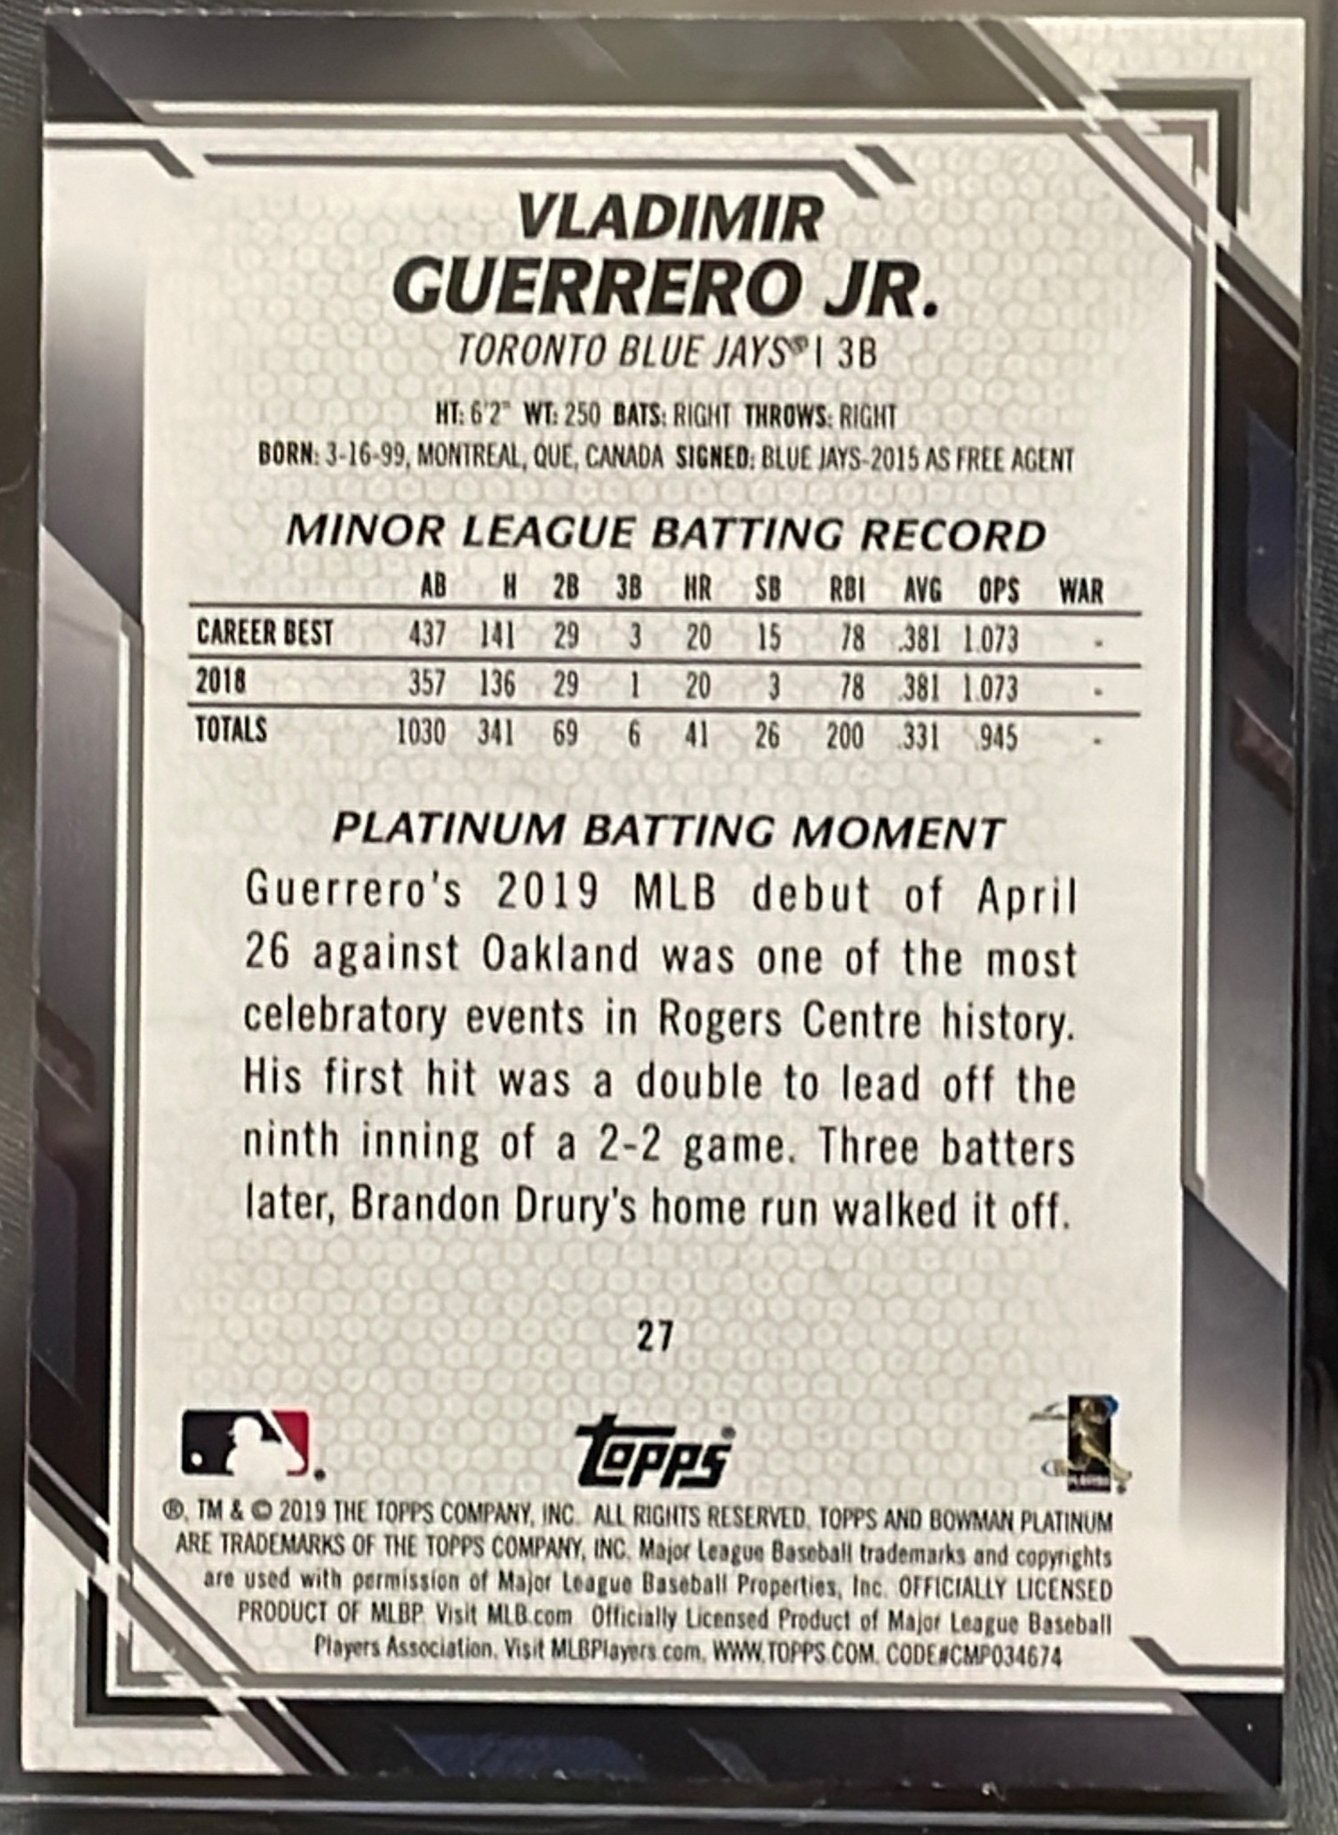 VLADIMIR
GUERRERO JR.
TORONTO BLUE JAYS® | 3B
HT: 6'2" WT: 250 BATS: RIGHT THROWS: RIGHT
BORN: 3-16-99, MONTREAL, QUE, CANADA SIGNED: BLUE JAYS-2015 AS FREE AGENT
MINOR LEAGUE BATTING RECORD
AB H 2B 3B HR SB RBI AVG OPS WAR
CAREER BEST 437 141 29 3 20 15 78 .381 1.073 -
2018 357 136 29 1 20 3 78 .381 1.073 -
TOTALS 1030 341 69 6 41 26 200 .331 .945 -
PLATINUM BATTING MOMENT
Guerrero's 2019 MLB debut of April
26 against Oakland was one of the most
celebratory events in Rogers Centre history.
His first hit was a double to lead off the
ninth inning of a 2-2 game. Three batters
later, Brandon Drury's home run walked it off.
27
topps®
®, TM & © 2019 THE TOPPS COMPANY, INC. ALL RIGHTS RESERVED. TOPPS AND BOWMAN PLATINUM
ARE TRADEMARKS OF THE TOPPS COMPANY, INC. Major League Baseball trademarks and copyrights
are used with permission of Major League Baseball Properties, Inc. OFFICIALLY LICENSED
PRODUCT OF MLBP. Visit MLB.com. Officially Licensed Product of Major League Baseball
Players Association. Visit MLBPlayers.com. WWW.TOPPS.COM. CODE#CMP034674